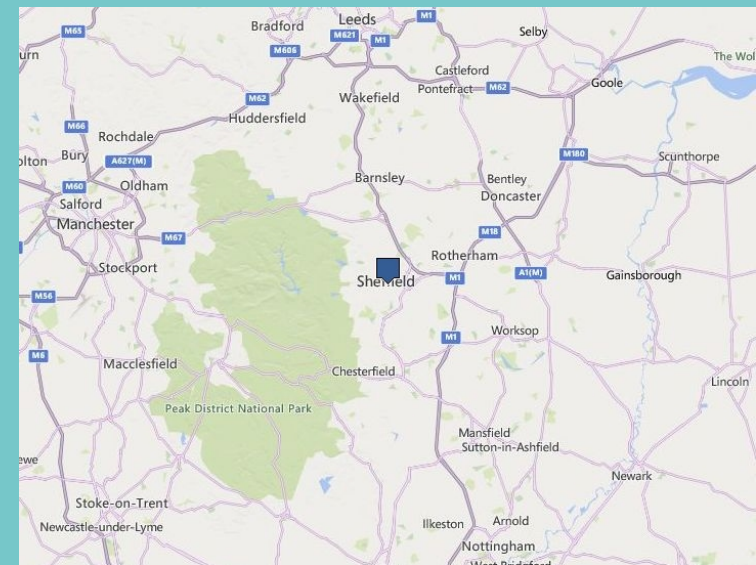 Leeds
M1
Bradford
M621
M1
Selby
M65
urn
M606
The Wol
Castleford
Pontefract
M62
Goole
Wakefield
M62
Huddersfield
M66
Rochdale
M180
Scunthorpe
olton
Bury
A627(M)
Barnsley
Bentley
M60
Oldham
Doncaster
Salford
Manchester
M67
M18
Rotherham
Stockport
M1
A1(M)
Gainsborough
Sheffield
M56
M1
Worksop
M6
Macclesfield
Chesterfield
Lincoln
Peak District National Park
Mansfield
Sutton-in-Ashfield
ewe
Newark
Stoke-on-Trent
Newcastle-under-Lyme
Ilkeston
Arnold
Nottingham
West Bridgford